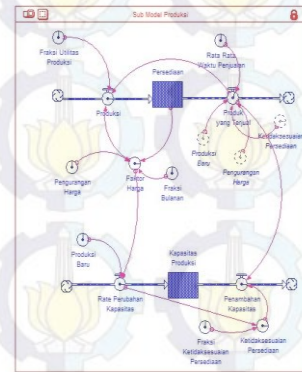 Sub Model Produksi
Fraksi Utilitas
Produksi
Rata Rata
Waktu Penjualan
Persediaan
Produksi
Produk
yang Terjual
Ketidaksesuaian
Persediaan
Produksi
Baru
Pengurangan
Harga
Pengurangan
Harga
Faktor
Harga
Fraksi
Bulanan
Produksi
Baru
Kapasitas
Produksi
Rate Perubahan
Kapasitas
Penambahan
Kapasitas
Fraksi
Ketidaksesuaian
Persediaan
Ketidaksesuaian
Persediaan